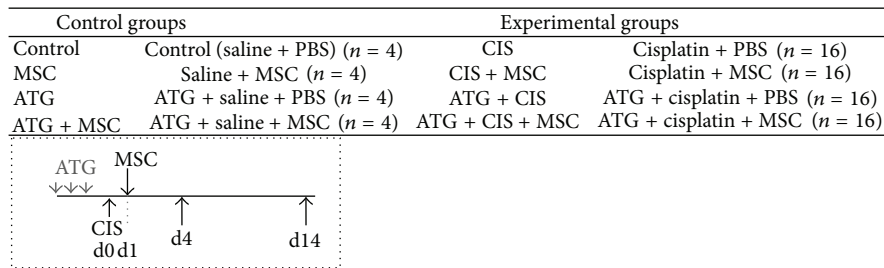 Control groups Experimental groups
Control Control (saline + PBS) (n = 4) CIS Cisplatin + PBS (n = 16)
MSC Saline + MSC (n = 4) CIS + MSC Cisplatin + MSC (n = 16)
ATG ATG + saline + PBS (n = 4) ATG + CIS ATG + cisplatin + PBS (n = 16)
ATG + MSC ATG + saline + MSC (n = 4) ATG + CIS + MSC ATG + cisplatin + MSC (n = 16)
ATG MSC
CIS d4 d14
d0 d1